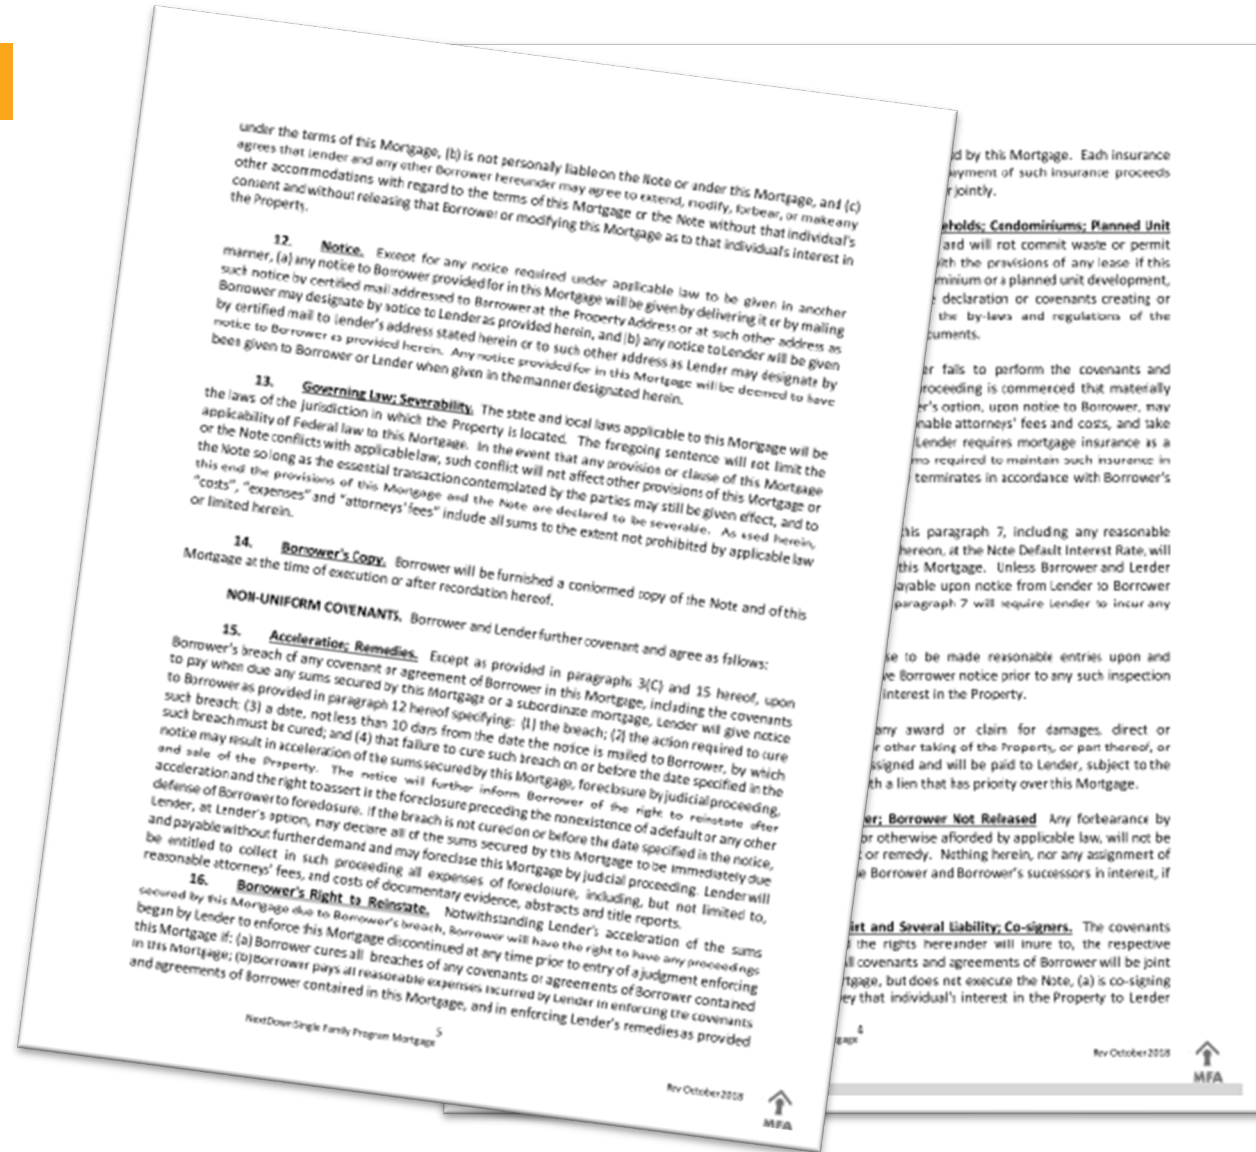 under the terms of this Mortgage, (b) is not personally liable on the Note or under this Mortgage, and (c)
agrees that Lender and any other Borrower hereunder may agree to extend, modify, forbear, or make any
other accommodations with regard to the terms of this Mortgage or the Note without that individual's
consent and without releasing that Borrower or modifying this Mortgage as to that individual's interest in
the Property.
12. Notice. Except for any notice required under applicable law to be given in another
manner, (a) any notice to Borrower provided for in this Mortgage will be given by delivering it or by mailing
such notice by certified mail addressed to Borrower at the Property Address or at such other address as
Borrower may designate by notice to Lender as provided herein, and (b) any notice to Lender will be given
by certified mail to Lender's address stated herein or to such other address as Lender may designate by
notice to Borrower as provided herein. Any notice provided for in this Mortgage will be deemed to have
been given to Borrower or Lender when given in the manner designated herein.
13. Governing Law; Severability. The state and local laws applicable to this Mortgage will be
the laws of the jurisdiction in which the Property is located. The foregoing sentence will not limit the
applicability of Federal law to this Mortgage. In the event that any provision or clause of this Mortgage
or the Note conflicts with applicable law, such conflict will not affect other provisions of this Mortgage or
the Note so long as the essential transaction contemplated by the parties may still be given effect, and to
this end the provisions of this Mortgage and the Note are declared to be severable. As used herein,
"costs", "expenses" and "attorneys' fees" include all sums to the extent not prohibited by applicable law
or limited herein.
14. Borrower's Copy. Borrower will be furnished a conformed copy of the Note and of this
Mortgage at the time of execution or after recordation hereof.
NON-UNIFORM COVENANTS. Borrower and Lender further covenant and agree as follows:
15. Acceleration; Remedies. Except as provided in paragraphs 3(C) and 15 hereof, upon
Borrower's breach of any covenant or agreement of Borrower in this Mortgage, including the covenants
to pay when due any sums secured by this Mortgage or a subordinate mortgage, Lender will give notice
to Borrower as provided in paragraph 12 hereof specifying: (1) the breach; (2) the action required to cure
such breach; (3) a date, not less than 10 days from the date the notice is mailed to Borrower, by which
such breach must be cured; and (4) that failure to cure such breach on or before the date specified in the
notice may result in acceleration of the sums secured by this Mortgage, foreclosure by judicial proceeding,
and sale of the Property. The notice will further inform Borrower of the right to reinstate after
acceleration and the right to assert in the foreclosure preceding the nonexistence of a default or any other
defense of Borrower to foreclosure. If the breach is not cured on or before the date specified in the notice,
Lender, at Lender's option, may declare all of the sums secured by this Mortgage to be immediately due
and payable without further demand and may foreclose this Mortgage by judicial proceeding. Lender will
be entitled to collect in such proceeding all expenses of foreclosure, including, but not limited to,
reasonable attorneys' fees, and costs of documentary evidence, abstracts and title reports.
16. Borrower's Right to Reinstate. Notwithstanding Lender's acceleration of the sums
secured by this Mortgage due to Borrower's breach, Borrower will have the right to have any proceedings
begun by Lender to enforce this Mortgage discontinued at any time prior to entry of a judgment enforcing
this Mortgage if: (a) Borrower cures all breaches of any covenants or agreements of Borrower contained
in this Mortgage; (b) Borrower pays all reasonable expenses incurred by Lender in enforcing the covenants
and agreements of Borrower contained in this Mortgage, and in enforcing Lender's remedies as provided
5
NextDown Single Family Program Mortgage
Rev October 2018
MFA
by this Mortgage. Each insurance
payment of such insurance proceeds
jointly.
eholds; Condominiums; Planned Unit
and will not commit waste or permit
with the provisions of any lease if this
minium or a planned unit development,
declaration or covenants creating or
the by-laws and regulations of the
cuments.
er fails to perform the covenants and
roceeding is commenced that materially
er's option, upon notice to Borrower, may
nable attorneys' fees and costs, and take
Lender requires mortgage insurance as a
ms required to maintain such insurance in
terminates in accordance with Borrower's
his paragraph 7, including any reasonable
hereon, at the Note Default Interest Rate, will
this Mortgage. Unless Borrower and Lender
ayable upon notice from Lender to Borrower
paragraph 7 will require Lender to incur any
se to be made reasonable entries upon and
ve Borrower notice prior to any such inspection
interest in the Property.
any award or claim for damages, direct or
r other taking of the Property, or part thereof, or
ssigned and will be paid to Lender, subject to the
th a lien that has priority over this Mortgage.
er; Borrower Not Released Any forbearance by
or otherwise afforded by applicable law, will not be
or remedy. Nothing herein, nor any assignment of
e Borrower and Borrower's successors in interest, if
int and Several Liability; Co-signers. The covenants
the rights hereunder will inure to, the respective
ll covenants and agreements of Borrower will be joint
rtgage, but does not execute the Note, (a) is co-signing
ey that individual's interest in the Property to Lender
4
gage
Rev October 2018
MFA